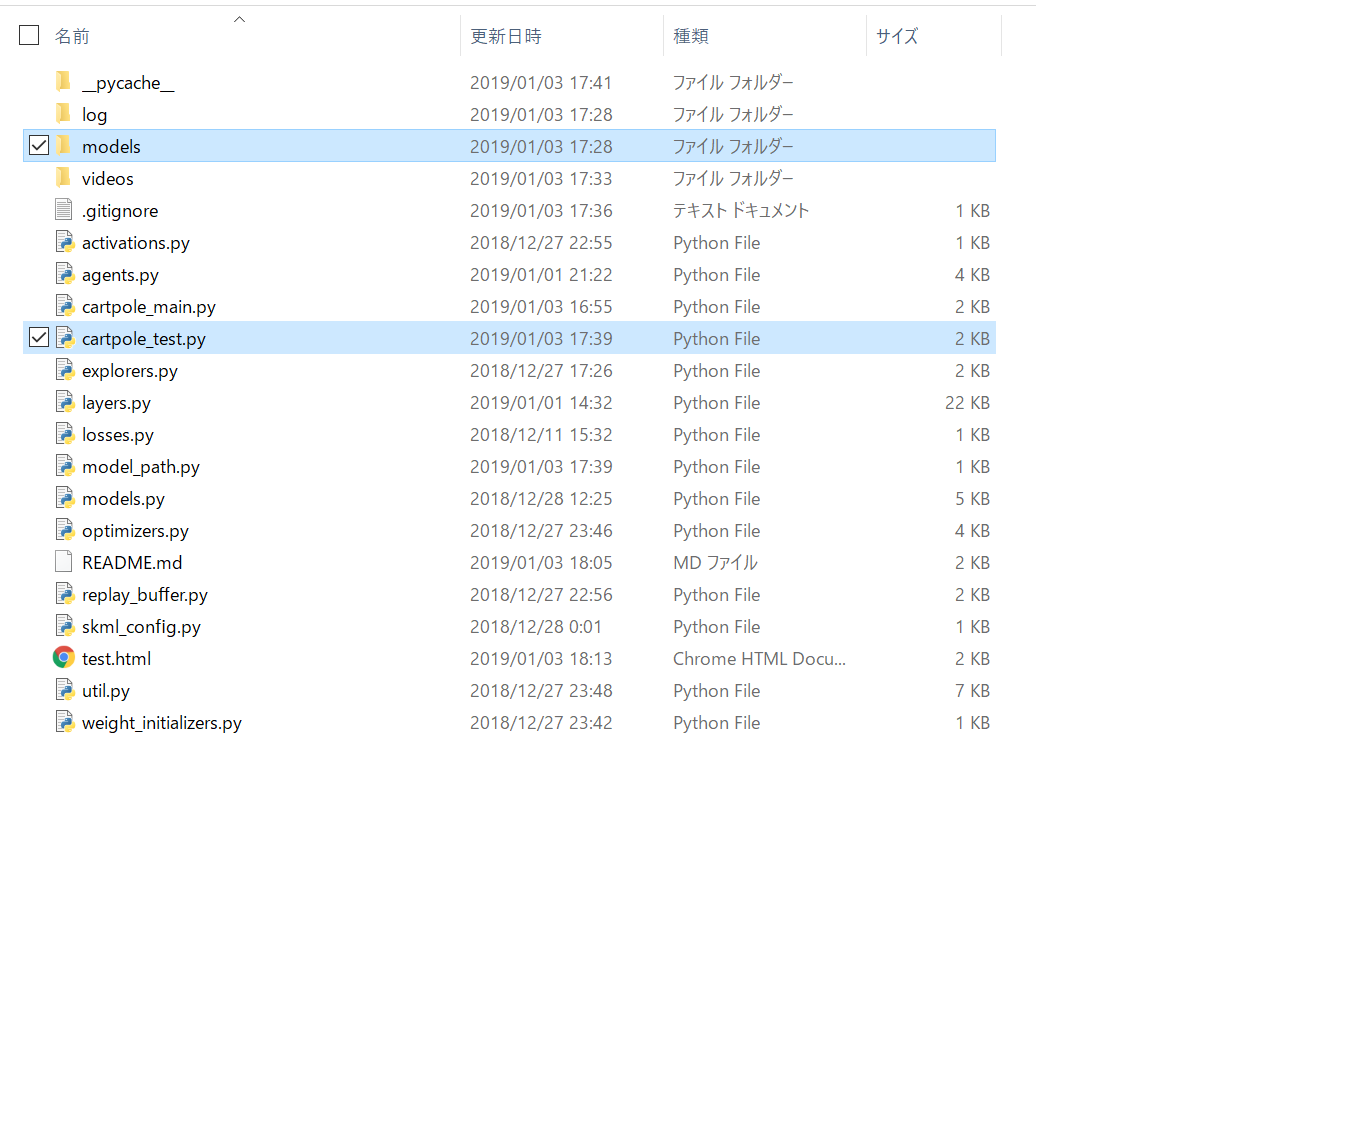 名前 更新日時 種類 サイズ
__pycache__ 2019/01/03 17:41 ファイル フォルダー
log 2019/01/03 17:28 ファイル フォルダー
models 2019/01/03 17:28 ファイル フォルダー
videos 2019/01/03 17:33 ファイル フォルダー
.gitignore 2019/01/03 17:36 テキスト ドキュメント 1 KB
activations.py 2018/12/27 22:55 Python File 1 KB
agents.py 2019/01/01 21:22 Python File 4 KB
cartpole_main.py 2019/01/03 16:55 Python File 2 KB
cartpole_test.py 2019/01/03 17:39 Python File 2 KB
explorers.py 2018/12/27 17:26 Python File 2 KB
layers.py 2019/01/01 14:32 Python File 22 KB
losses.py 2018/12/11 15:32 Python File 1 KB
model_path.py 2019/01/03 17:39 Python File 1 KB
models.py 2018/12/28 12:25 Python File 5 KB
optimizers.py 2018/12/27 23:46 Python File 4 KB
README.md 2019/01/03 18:05 MD ファイル 2 KB
replay_buffer.py 2018/12/27 22:56 Python File 2 KB
skml_config.py 2018/12/28 0:01 Python File 1 KB
test.html 2019/01/03 18:13 Chrome HTML Docu... 2 KB
util.py 2018/12/27 23:48 Python File 7 KB
weight_initializers.py 2018/12/27 23:42 Python File 1 KB